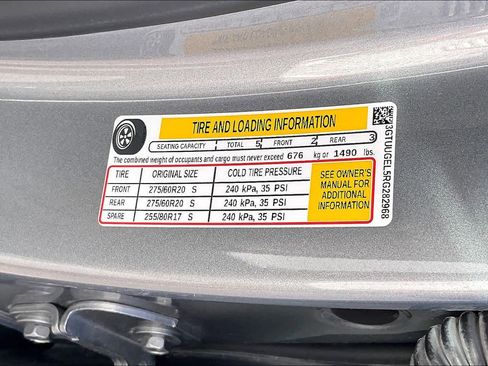 TIRE AND LOADING INFORMATION
SEATING CAPACITY TOTAL 5 FRONT 2 REAR 3
The combined weight of occupants and cargo must never exceed 676 kg or 1490 lbs.
TIRE ORIGINAL SIZE COLD TIRE PRESSURE
FRONT 275/60R20 S 240 kPa, 35 PSI
REAR 275/60R20 S 240 kPa, 35 PSI
SPARE 255/80R17 S 240 kPa, 35 PSI
SEE OWNER'S
MANUAL FOR
ADDITIONAL
INFORMATION
3GTUUGEL5RG282968